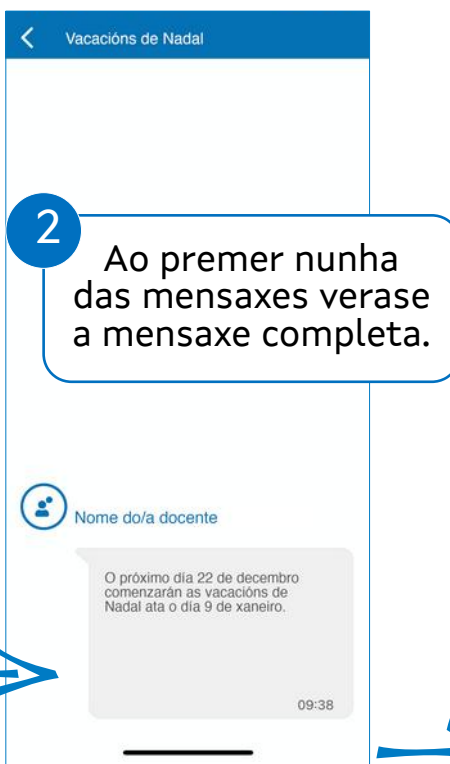 Vacacións de Nadal
2
Ao premer nunha
das mensaxes verase
a mensaxe completa.
Nome do/a docente
O próximo día 22 de decembro
comenzarán as vacacións de
Nadal ata o día 9 de xaneiro.
09:38